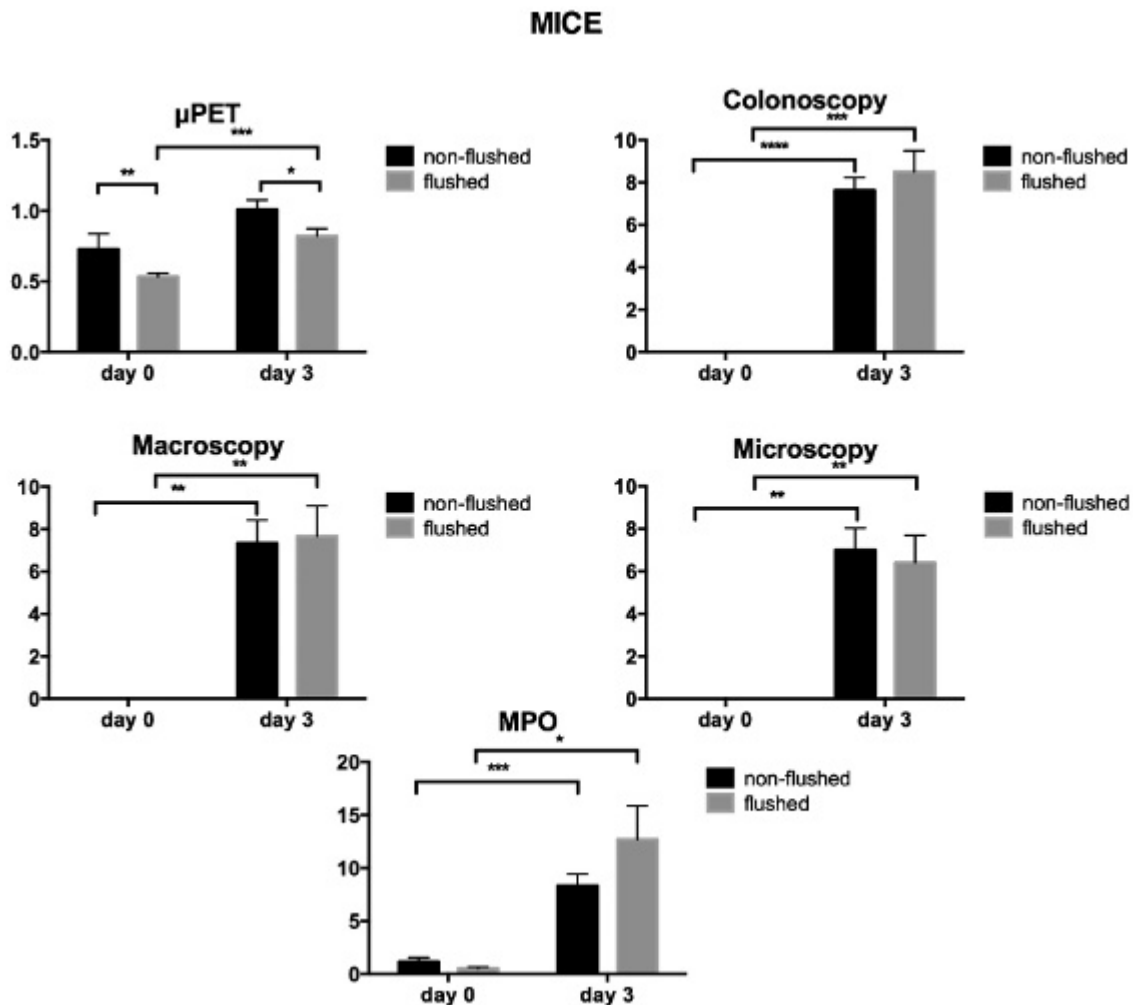 MICE
µPET
1.5
1.0
0.5
0.0
**
***
*
day 0
day 3
non-flushed
flushed
Colonoscopy
10
8
6
4
2
0
****
***
day 0
day 3
non-flushed
flushed
Macroscopy
10
8
6
4
2
0
**
**
day 0
day 3
non-flushed
flushed
Microscopy
10
8
6
4
2
0
**
**
day 0
day 3
non-flushed
flushed
MPO
20
15
10
5
0
***
*
day 0
day 3
non-flushed
flushed